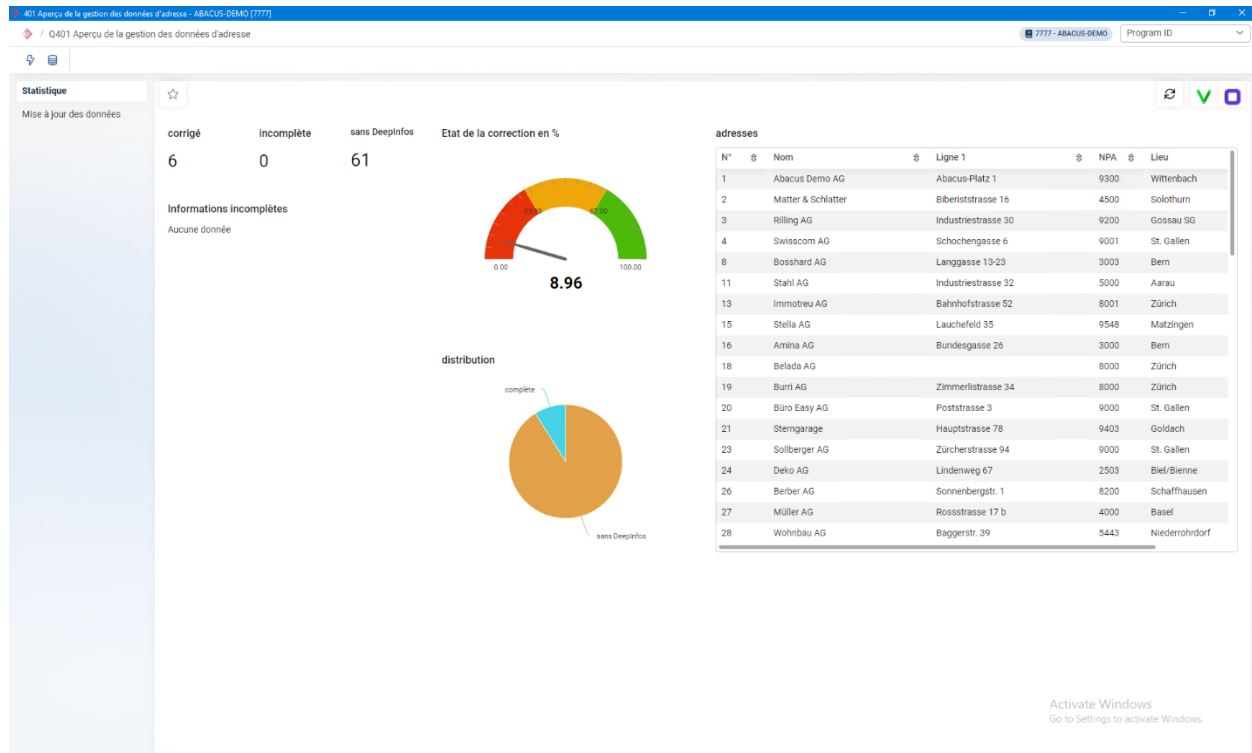 401 Aperçu de la gestion des données d'adresse - ABACUS-DEMO [7777]
/ Q401 Aperçu de la gestion des données d'adresse
7777 - ABACUS-DEMO
Program ID
Statistique
Mise à jour des données
corrigé incomplète sans DeepInfos
6 0 61
Informations incomplètes
Aucune donnée
Etat de la correction en %
33.00 67.00
0.00 100.00
8.96
distribution
complète
sans DeepInfos
adresses
N° Nom Ligne 1 NPA Lieu
1 Abacus Demo AG Abacus-Platz 1 9300 Wittenbach
2 Matter & Schlatter Biberiststrasse 16 4500 Solothurn
3 Rilling AG Industriestrasse 30 9200 Gossau SG
4 Swisscom AG Schochengasse 6 9001 St. Gallen
8 Bosshard AG Langgasse 13-23 3003 Bern
11 Stahl AG Industriestrasse 32 5000 Aarau
13 Immotreu AG Bahnhofstrasse 52 8001 Zürich
15 Stella AG Lauchefeld 35 9548 Matzingen
16 Amina AG Bundesgasse 26 3000 Bern
18 Belada AG 8000 Zürich
19 Burri AG Zimmerlistrasse 34 8000 Zürich
20 Büro Easy AG Poststrasse 3 9000 St. Gallen
21 Sterngarage Hauptstrasse 78 9403 Goldach
23 Sollberger AG Zürcherstrasse 94 9000 St. Gallen
24 Deko AG Lindenweg 67 2503 Biel/Bienne
26 Berber AG Sonnenbergstr. 1 8200 Schaffhausen
27 Müller AG Rossstrasse 17 b 4000 Basel
28 Wohnbau AG Baggerstr. 39 5443 Niederrohrdorf
Activate Windows
Go to Settings to activate Windows.